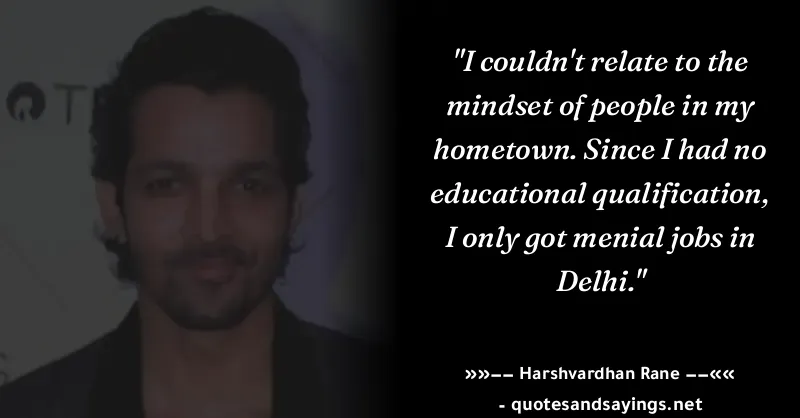 OT
"I couldn't relate to the
mindset of people in my
hometown. Since I had no
educational qualification,
I only got menial jobs in
Delhi."
»»−− Harshvardhan Rane −−««
- quotesandsayings.net